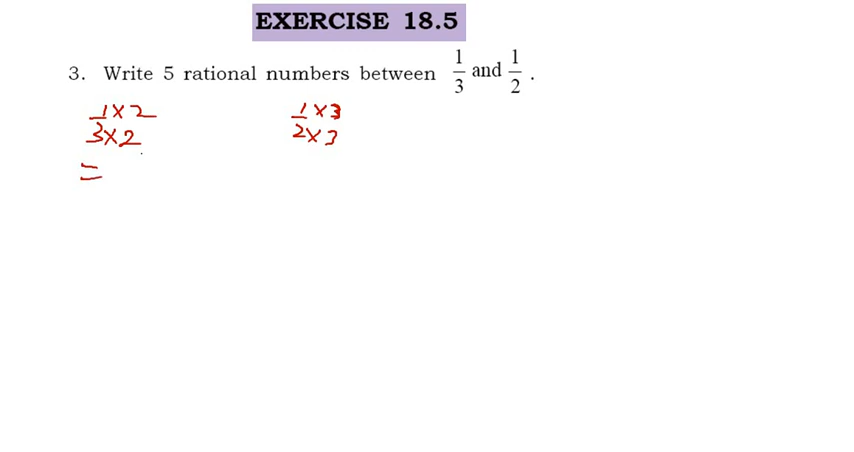 EXERCISE 18.5
3. Write 5 rational numbers between 1/3 and 1/2 .
1 × 2 / 3 × 2    1 × 3 / 2 × 3
=